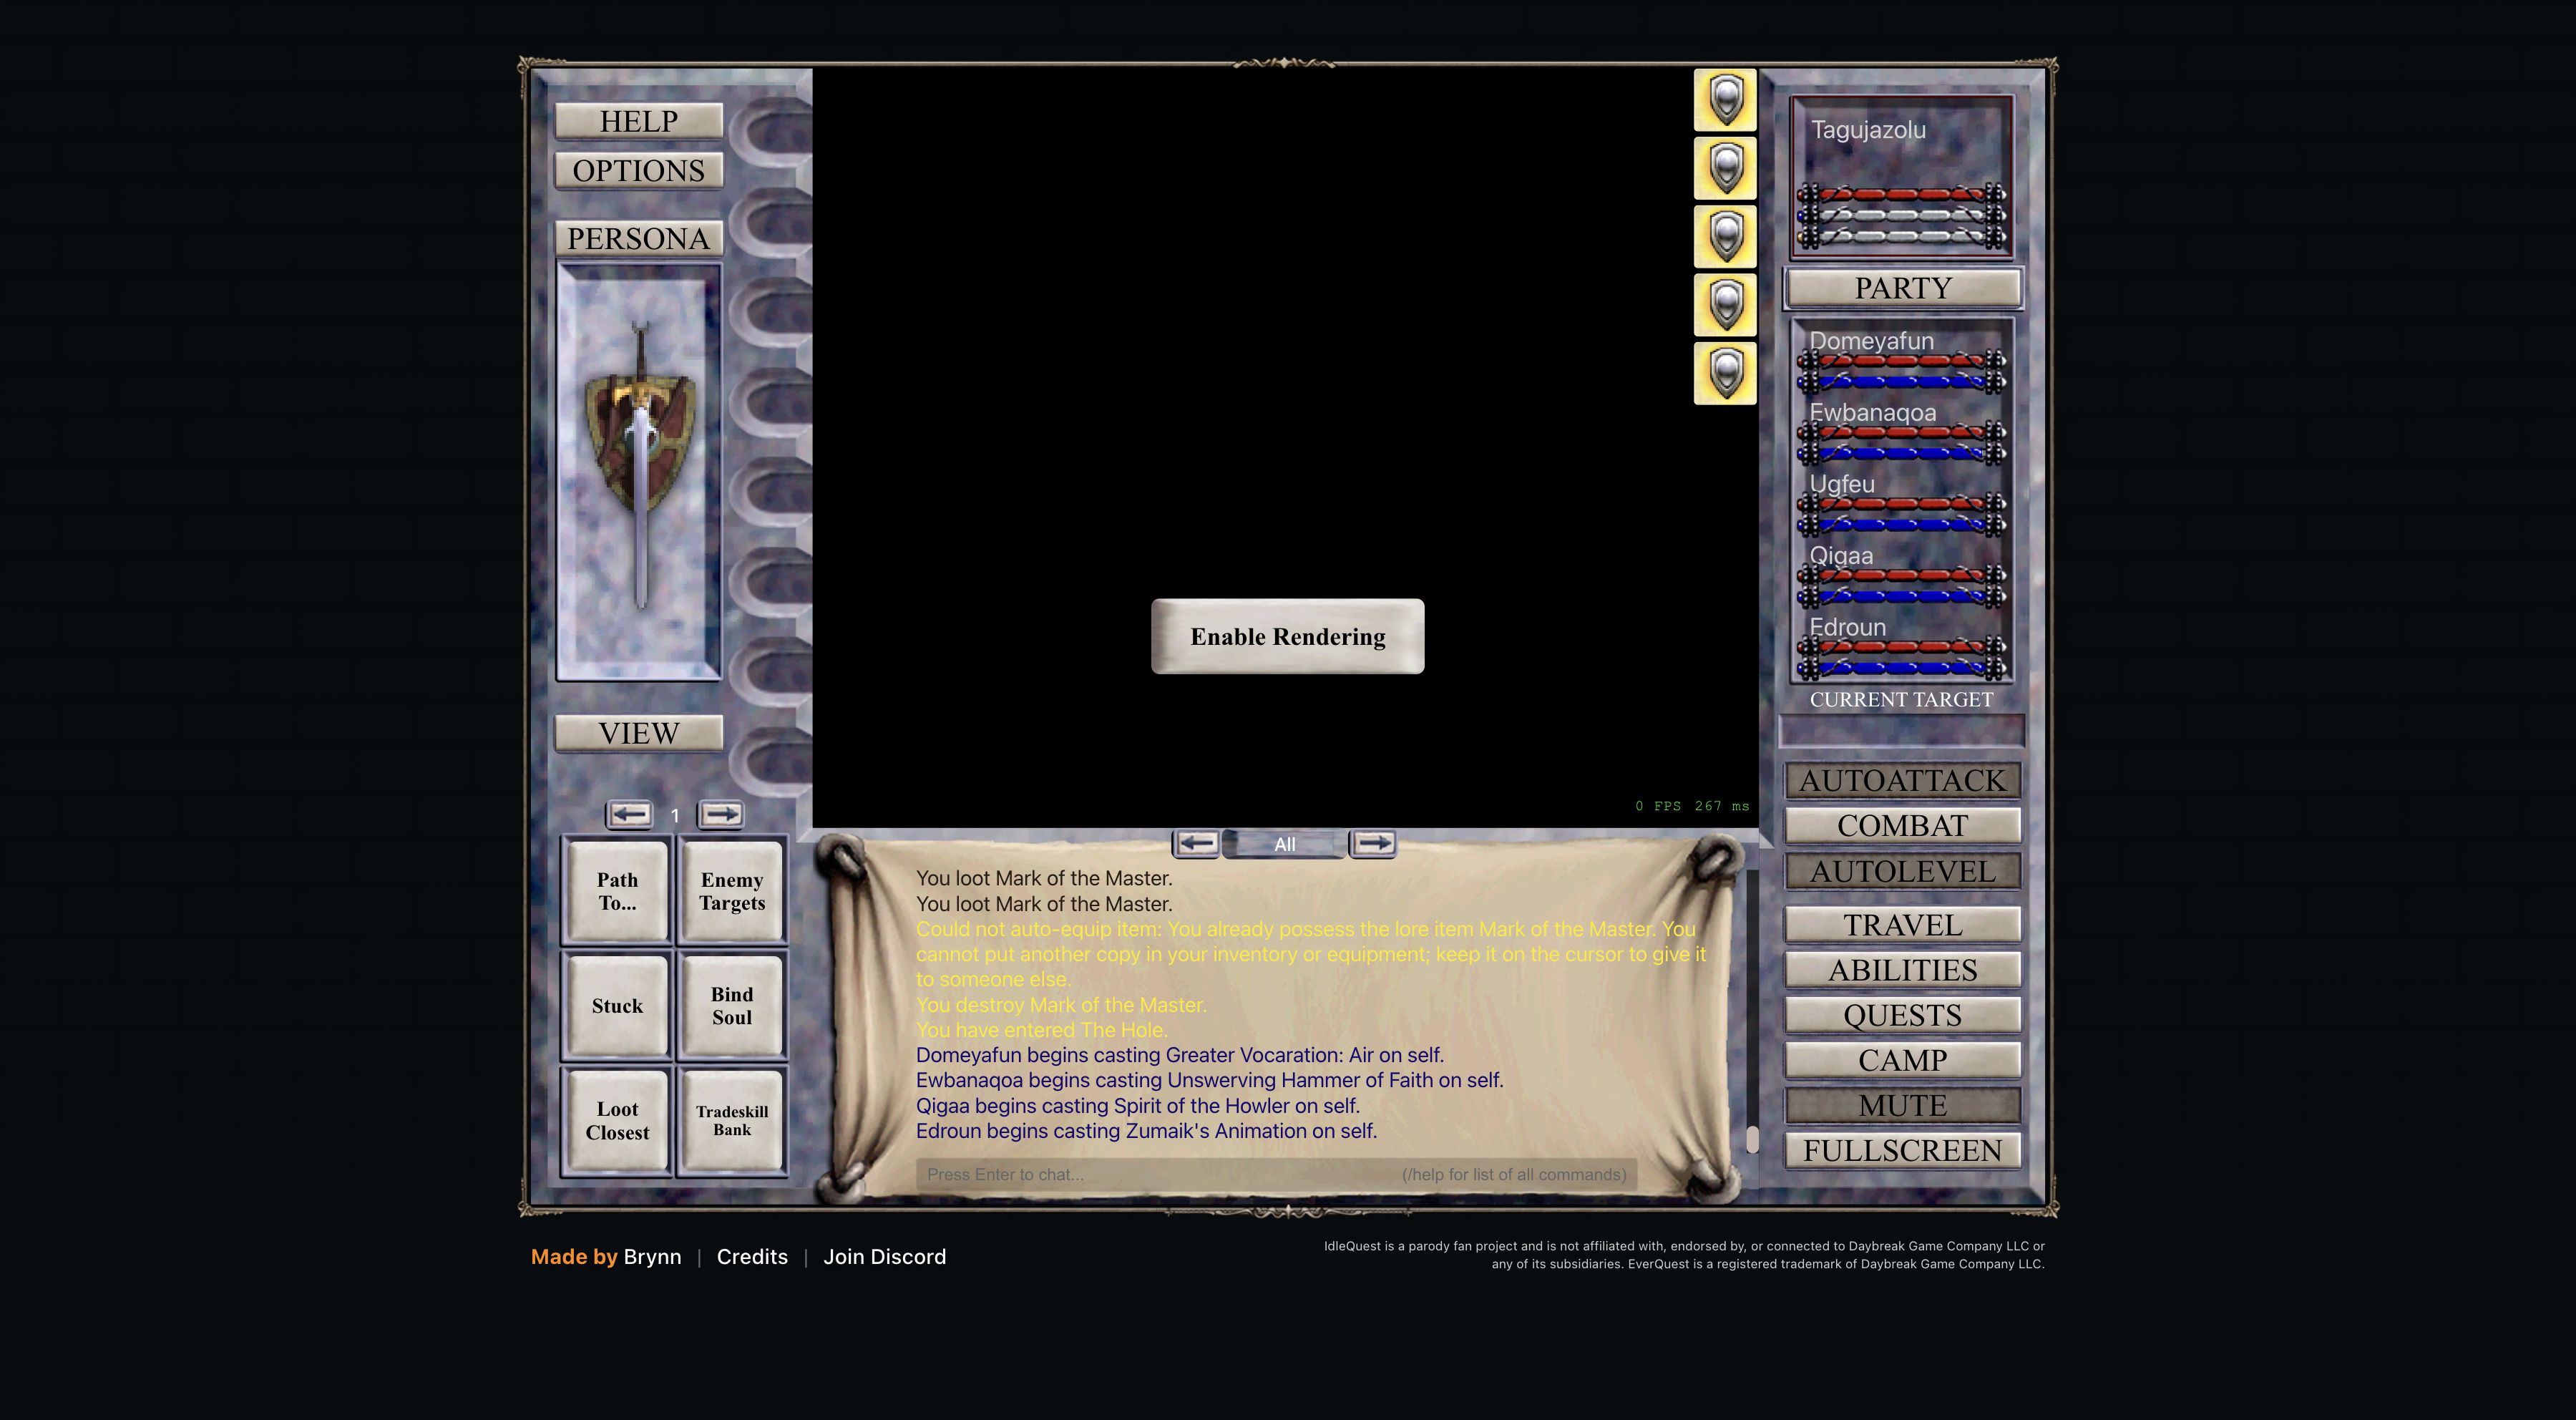 HELP
OPTIONS
PERSONA
VIEW
1
Path
To...
Enemy
Targets
Stuck
Bind
Soul
Loot
Closest
Tradeskill
Bank
Enable Rendering
0 FPS 267 ms
All
You loot Mark of the Master.
You loot Mark of the Master.
Could not auto-equip item: You already possess the lore item Mark of the Master. You
cannot put another copy in your inventory or equipment; keep it on the cursor to give it
to someone else.
You destroy Mark of the Master.
You have entered The Hole.
Domeyafun begins casting Greater Vocaration: Air on self.
Ewbanaqoa begins casting Unswerving Hammer of Faith on self.
Qigaa begins casting Spirit of the Howler on self.
Edroun begins casting Zumaik's Animation on self.
Press Enter to chat... (/help for list of all commands)
Tagujazolu
PARTY
Domeyafun
Ewbanaqoa
Ugfeu
Qigaa
Edroun
CURRENT TARGET
AUTOATTACK
COMBAT
AUTOLEVEL
TRAVEL
ABILITIES
QUESTS
CAMP
MUTE
FULLSCREEN
Made by Brynn | Credits | Join Discord
IdleQuest is a parody fan project and is not affiliated with, endorsed by, or connected to Daybreak Game Company LLC or
any of its subsidiaries. EverQuest is a registered trademark of Daybreak Game Company LLC.